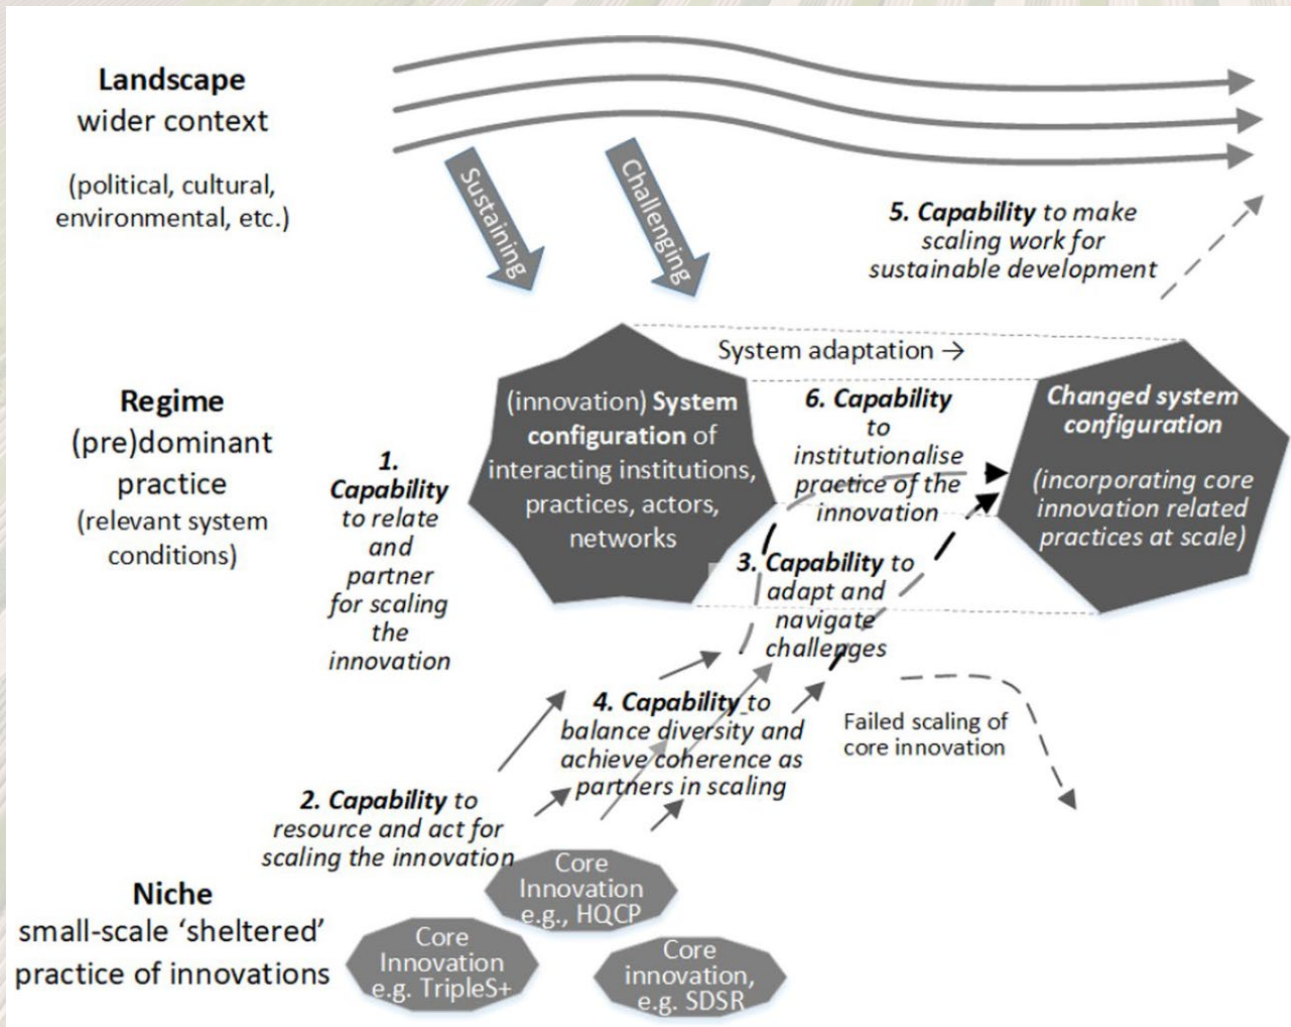 Landscape
wider context
(political, cultural,
environmental, etc.)
Sustaining
Challenging
5. Capability to make
scaling work for
sustainable development
System adaptation →
Regime
(pre)dominant
practice
(relevant system
conditions)
1.
Capability
to relate
and
partner
for scaling
the
innovation
(innovation) System
configuration of
interacting institutions,
practices, actors,
networks
6. Capability
to
institutionalise
practice of the
innovation
Changed system
configuration
(incorporating core
innovation related
practices at scale)
3. Capability to
adapt and
navigate
challenges
4. Capability to
balance diversity and
achieve coherence as
partners in scaling
Failed scaling of
core innovation
2. Capability to
resource and act for
scaling the innovation
Niche
small-scale ‘sheltered’
practice of innovations
Core
Innovation
e.g., HQCP
Core
Innovation
e.g. TripleS+
Core
innovation,
e.g. SDSR